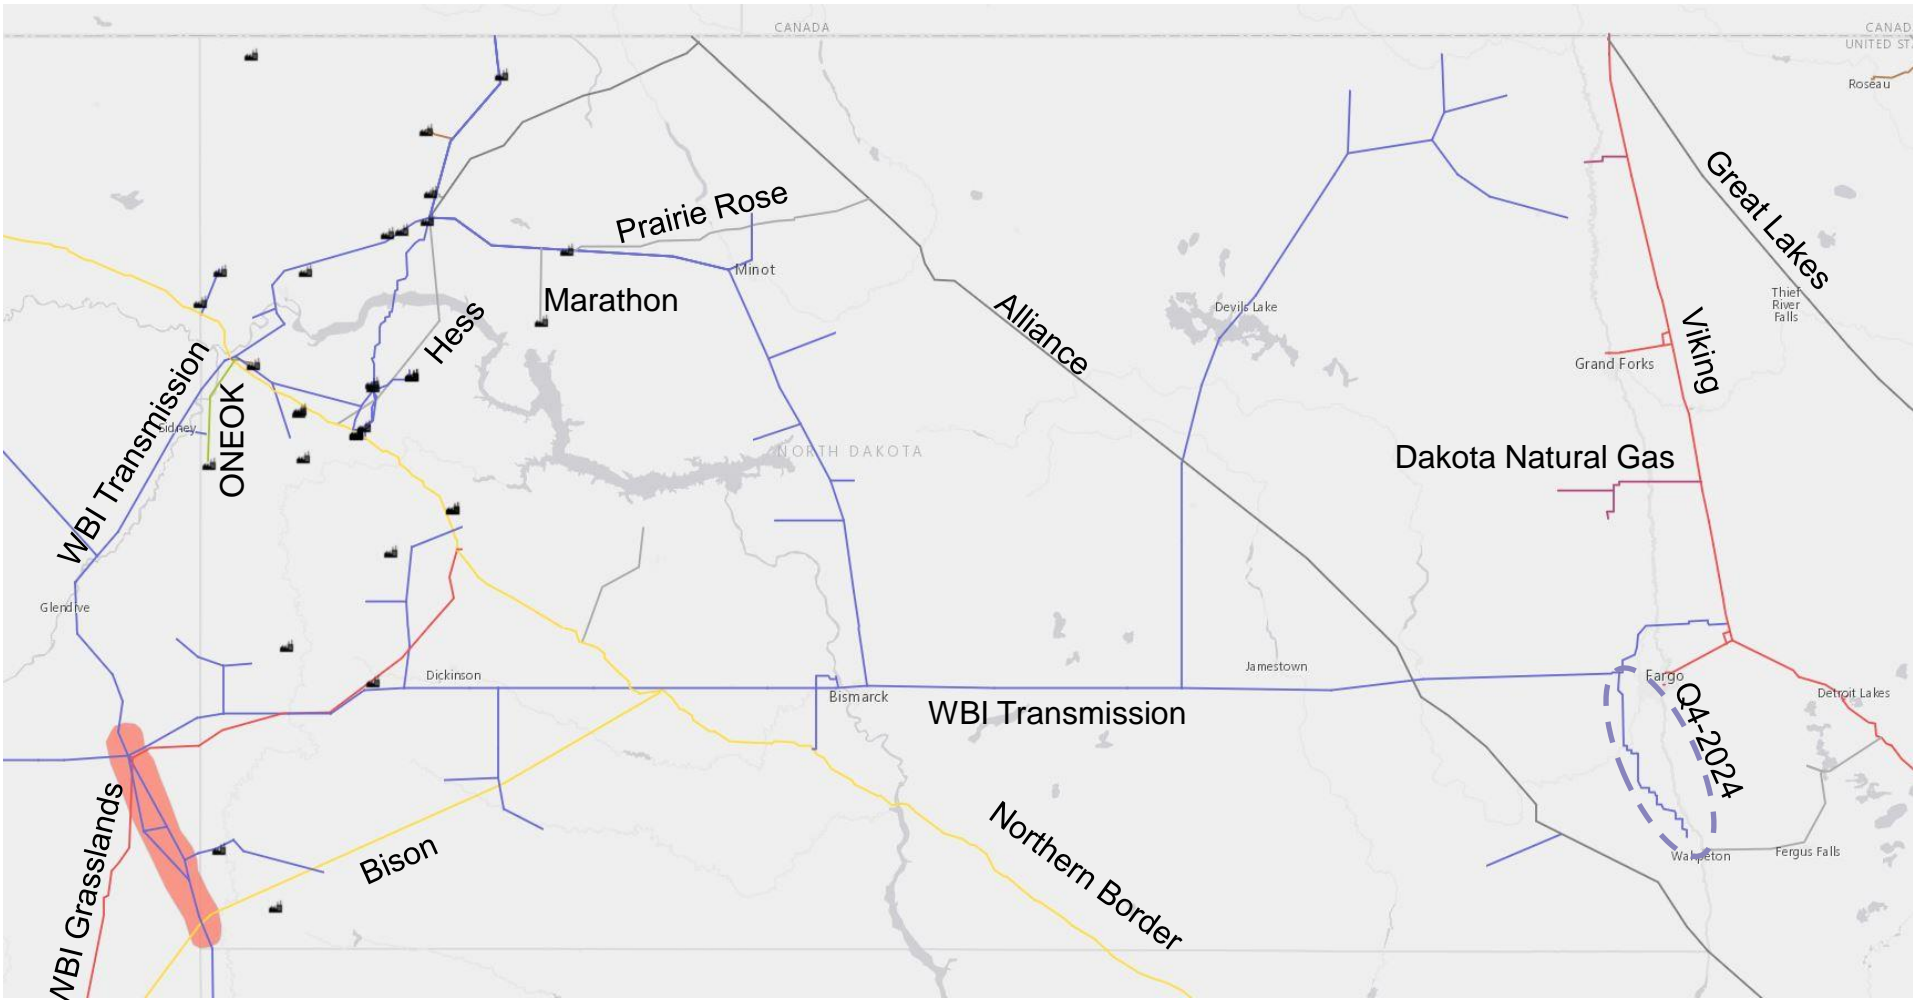 CANADA
CANAD
UNITED ST
Roseau
Prairie Rose
Great Lakes
Minot
Marathon
Hess
Alliance
Devils Lake
Thief
River
Falls
Viking
Grand Forks
WBI Transmission
ONEOK
Sidney
NORTH DAKOTA
Dakota Natural Gas
Glendive
Dickinson
Bismarck
WBI Transmission
Jamestown
Fargo
Detroit Lakes
Q4-2024
WBI Grasslands
Bison
Northern Border
Wahpeton
Fergus Falls